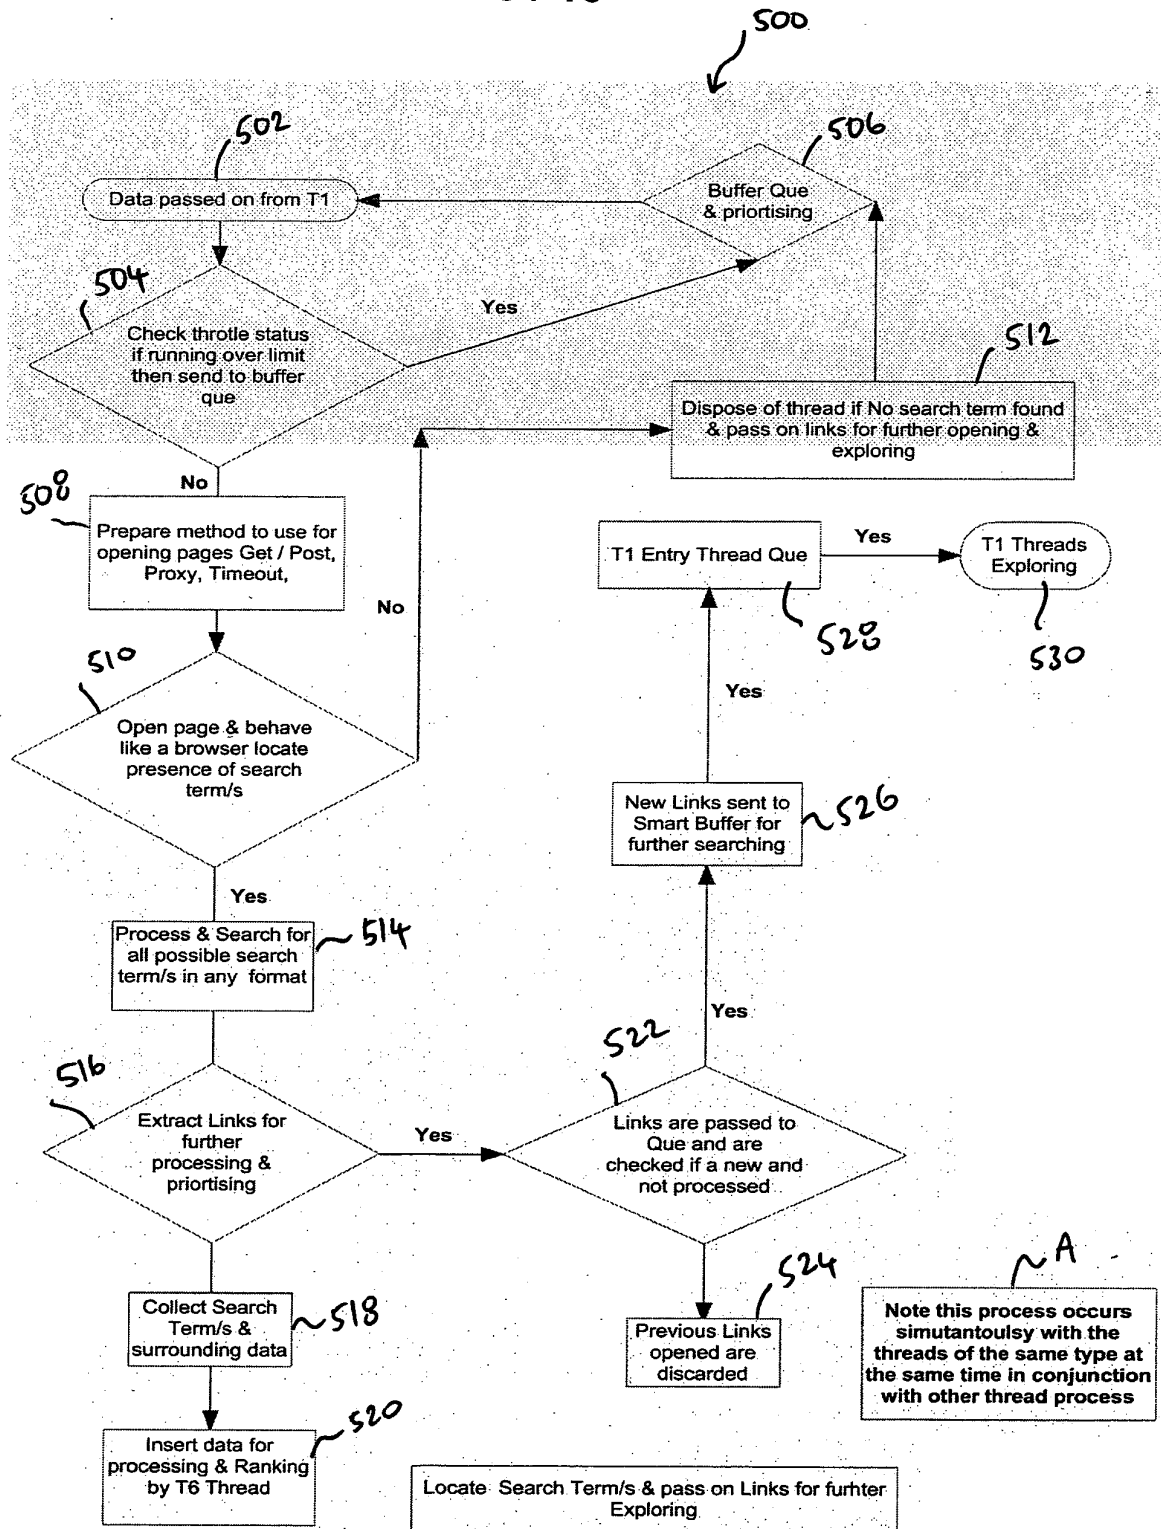 500
502
506
Data passed on from T1
Buffer Que
& priortising
504
Yes
Check throtle status
if running over limit
then send to buffer
que
512
Dispose of thread if No search term found
& pass on links for further opening &
exploring
No
508
Prepare method to use for
opening pages Get / Post,
Proxy, Timeout,
T1 Entry Thread Que
Yes
T1 Threads
Exploring
No
528
530
510
Yes
Open page & behave
like a browser locate
presence of search
term/s
New Links sent to
Smart Buffer for
further searching
526
Yes
Process & Search for
all possible search
term/s in any format
514
Yes
522
516
Extract Links for
further
processing &
priortising
Yes
Links are passed to
Que and are
checked if a new and
not processed
A
524
Collect Search
Term/s &
surrounding data
518
Previous Links
opened are
discarded
Note this process occurs
simutantoulsy with the
threads of the same type at
the same time in conjunction
with other thread process
520
Insert data for
processing & Ranking
by T6 Thread
Locate Search Term/s & pass on Links for furhter
Exploring